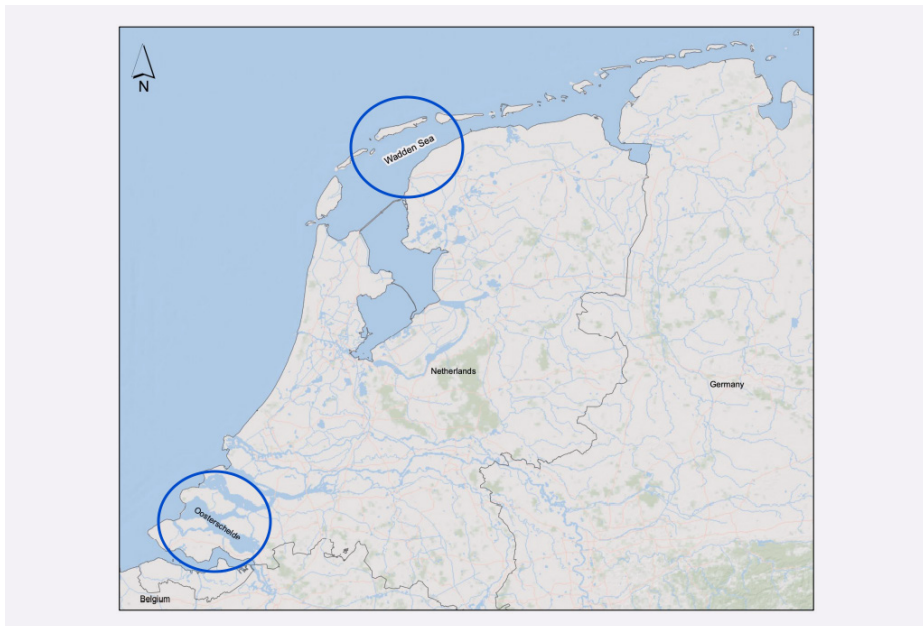 N
Wadden Sea
Netherlands
Germany
Oosterschelde
Belgium